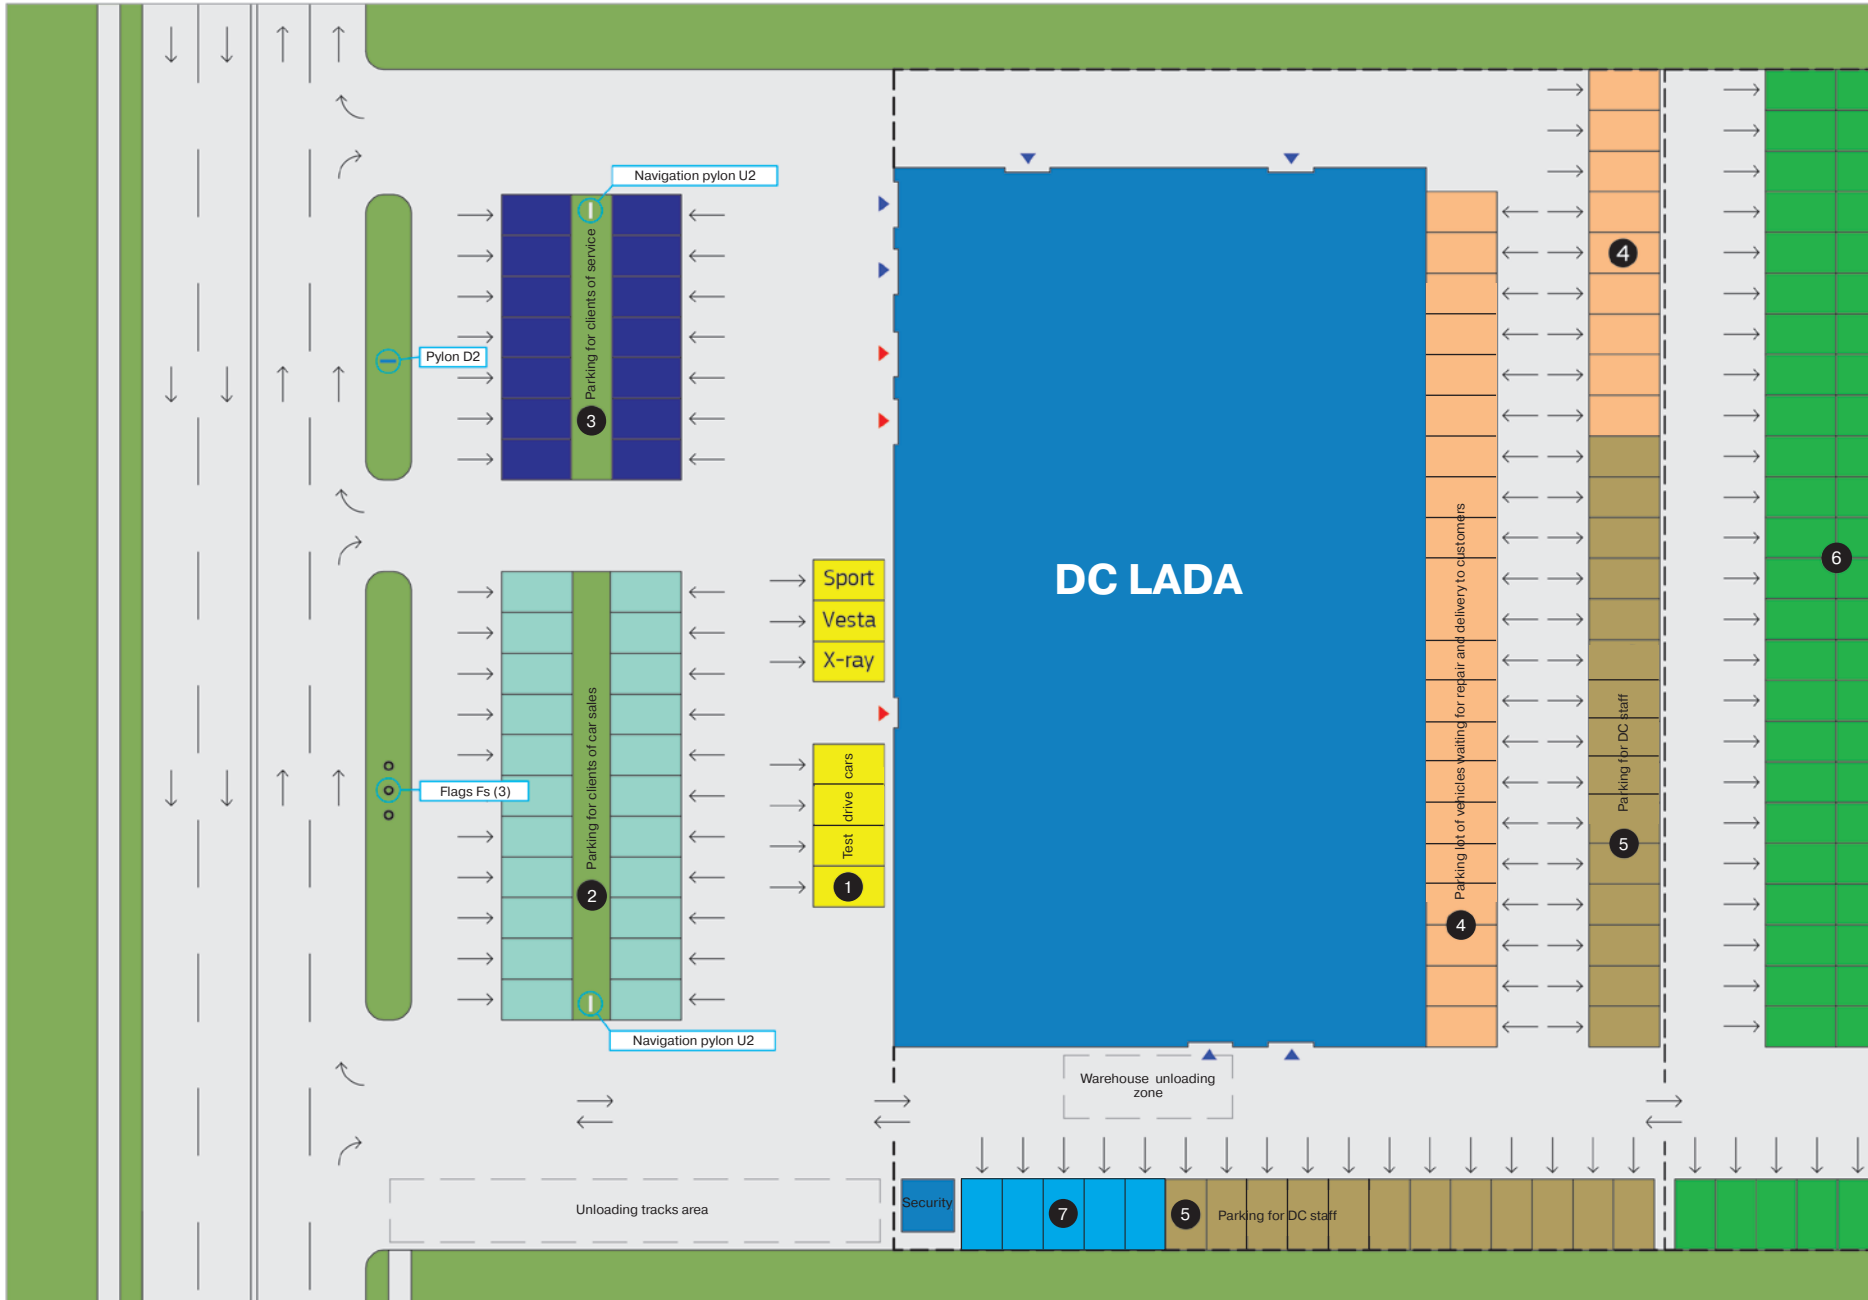 Navigation pylon U2
Parking for clients of service
3
Pylon D2
4
6
Sport
Vesta
X-ray
DC LADA
Parking lot of vehicles waiting for repair and delivery to customers
4
Parking for DC staff
5
Parking for clients of car sales
2
Flags Fs (3)
Test drive cars
1
Navigation pylon U2
Warehouse unloading
zone
Unloading tracks area
Security
7
5
Parking for DC staff